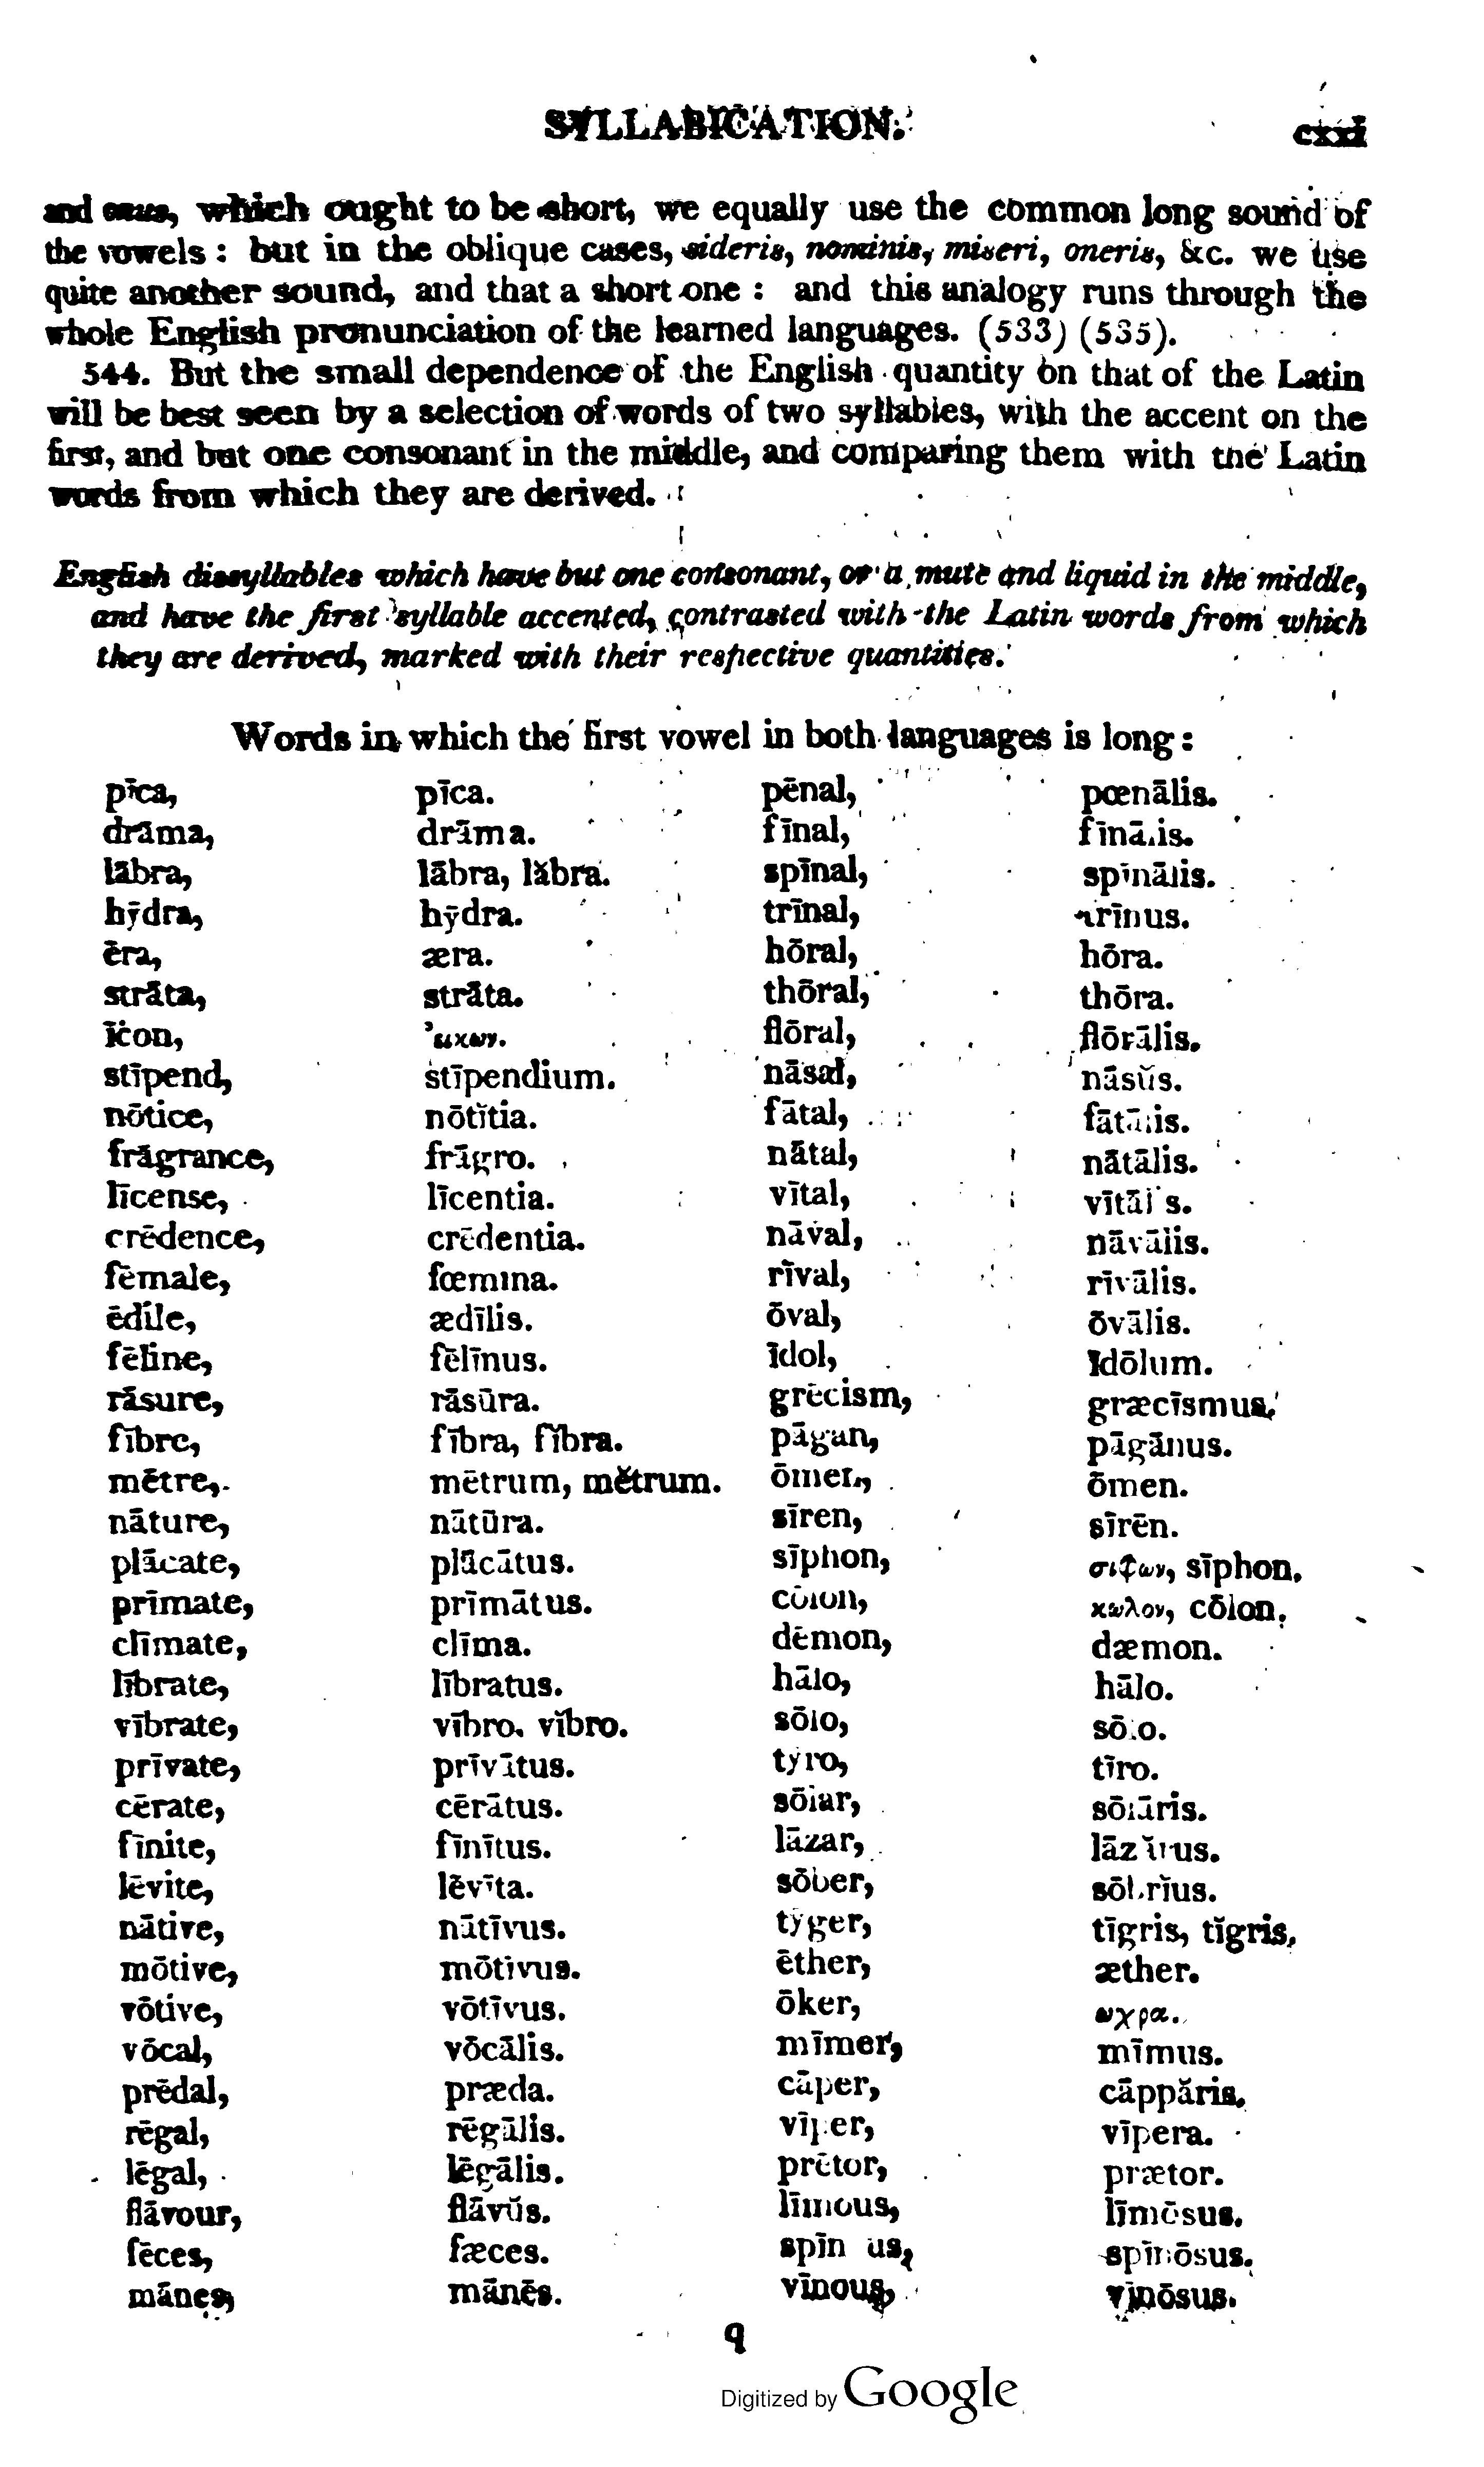 SYLLABICATION. cxxi
and onus, which ought to be short, we equally use the common long sound of
the vowels : but in the oblique cases, sideris, nominis, miseri, oneris, &c. we use
quite another sound, and that a short one : and this analogy runs through the
whole English pronunciation of the learned languages. (533) (535).
544. But the small dependence of the English quantity on that of the Latin
will be best seen by a selection of words of two syllables, with the accent on the
first, and but one consonant in the middle, and comparing them with the Latin
words from which they are derived.
English dissyllables which have but one consonant, or a mute and liquid in the middle,
and have the first syllable accented, contrasted with the Latin words from which
they are derived, marked with their respective quantities.
Words in which the first vowel in both languages is long :
pīca, pīca. pēnal, pœnālis.
drāma, drāma. fīnal, fīnālis.
lābra, lābra, lăbra. spīnal, spīnālis.
hȳdra, hȳdra. trīnal, trīnus.
ēra, æra. hōral, hōra.
strāta, strāta. thōral, thōra.
īcon, ’εικων. flōral, flōrālis.
stīpend, stīpendium. nāsal, nāsŭs.
nōtice, nōtĭtia. fātal, fātālis.
frāgrance, frāgro. nātal, nātālis.
līcense, līcentia. vītal, vītālis.
crēdence, crēdentia. nāval, nāvālis.
fēmale, fœmina. rīval, rīvālis.
ēdile, ædīlis. ōval, ōvālis.
fēline, fēlīnus. īdol, īdōlum.
rāsure, rāsūra. grēcism, græcismus.
fībre, fībra, fĭbra. pāgan, pāgānus.
mētre, mētrum, mĕtrum. ōmen, ōmen.
nāture, nātūra. sīren, sīrēn.
plācate, plācātus. sīphon, σιφων, sīphon.
prīmate, prīmātus. cōlon, κωλον, cōlon.
clīmate, clīma. dēmon, dæmon.
lībrate, lībratus. hālo, hālo.
vībrate, vībro, vĭbro. sōlo, sōlo.
prīvate, prīvātus. tȳro, tīro.
cērate, cērātus. sōlar, sōlāris.
fīnite, fīnītus. lāzar, lāzărus.
lēvite, lēvīta. sōber, sōbrĭus.
nātive, nātīvus. tȳger, tīgris, tĭgris.
mōtive, mōtivus. ēther, æther.
vōtive, vōtīvus. ōker, ωχρα.
vōcal, vōcālis. mīmer, mīmus.
prēdal, præda. cāper, cāppăris.
rēgal, rēgālis. vīper, vīpera.
lēgal, lēgālis. prētor, prætor.
flāvour, flāvŭs. līmous, līmōsus.
fēces, fæces. spīnous, spīnōsus.
mānes, mānēs. vīnous, vīnōsus.
q
Digitized by Google